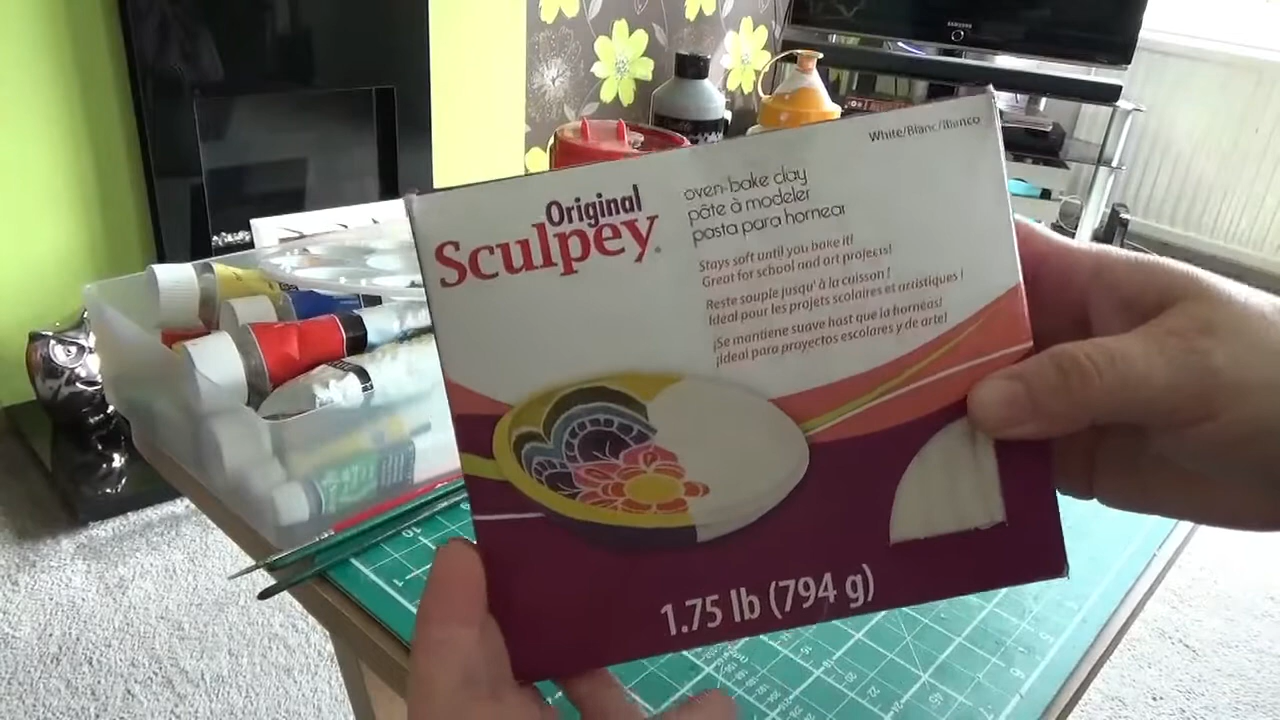 SAMSUNG
White/Blanc/Blanco
Original
Sculpey®
oven-bake clay
pâte à modeler
pasta para hornear
Stays soft until you bake it!
Great for school nad art projects!
Reste souple jusqu' à la cuisson !
Idéal pour les projets scolaires et artistiques !
¡Se mantiene suave hast que la horneas!
¡Ideal para proyectos escolares y de arte!
1.75 lb (794 g)